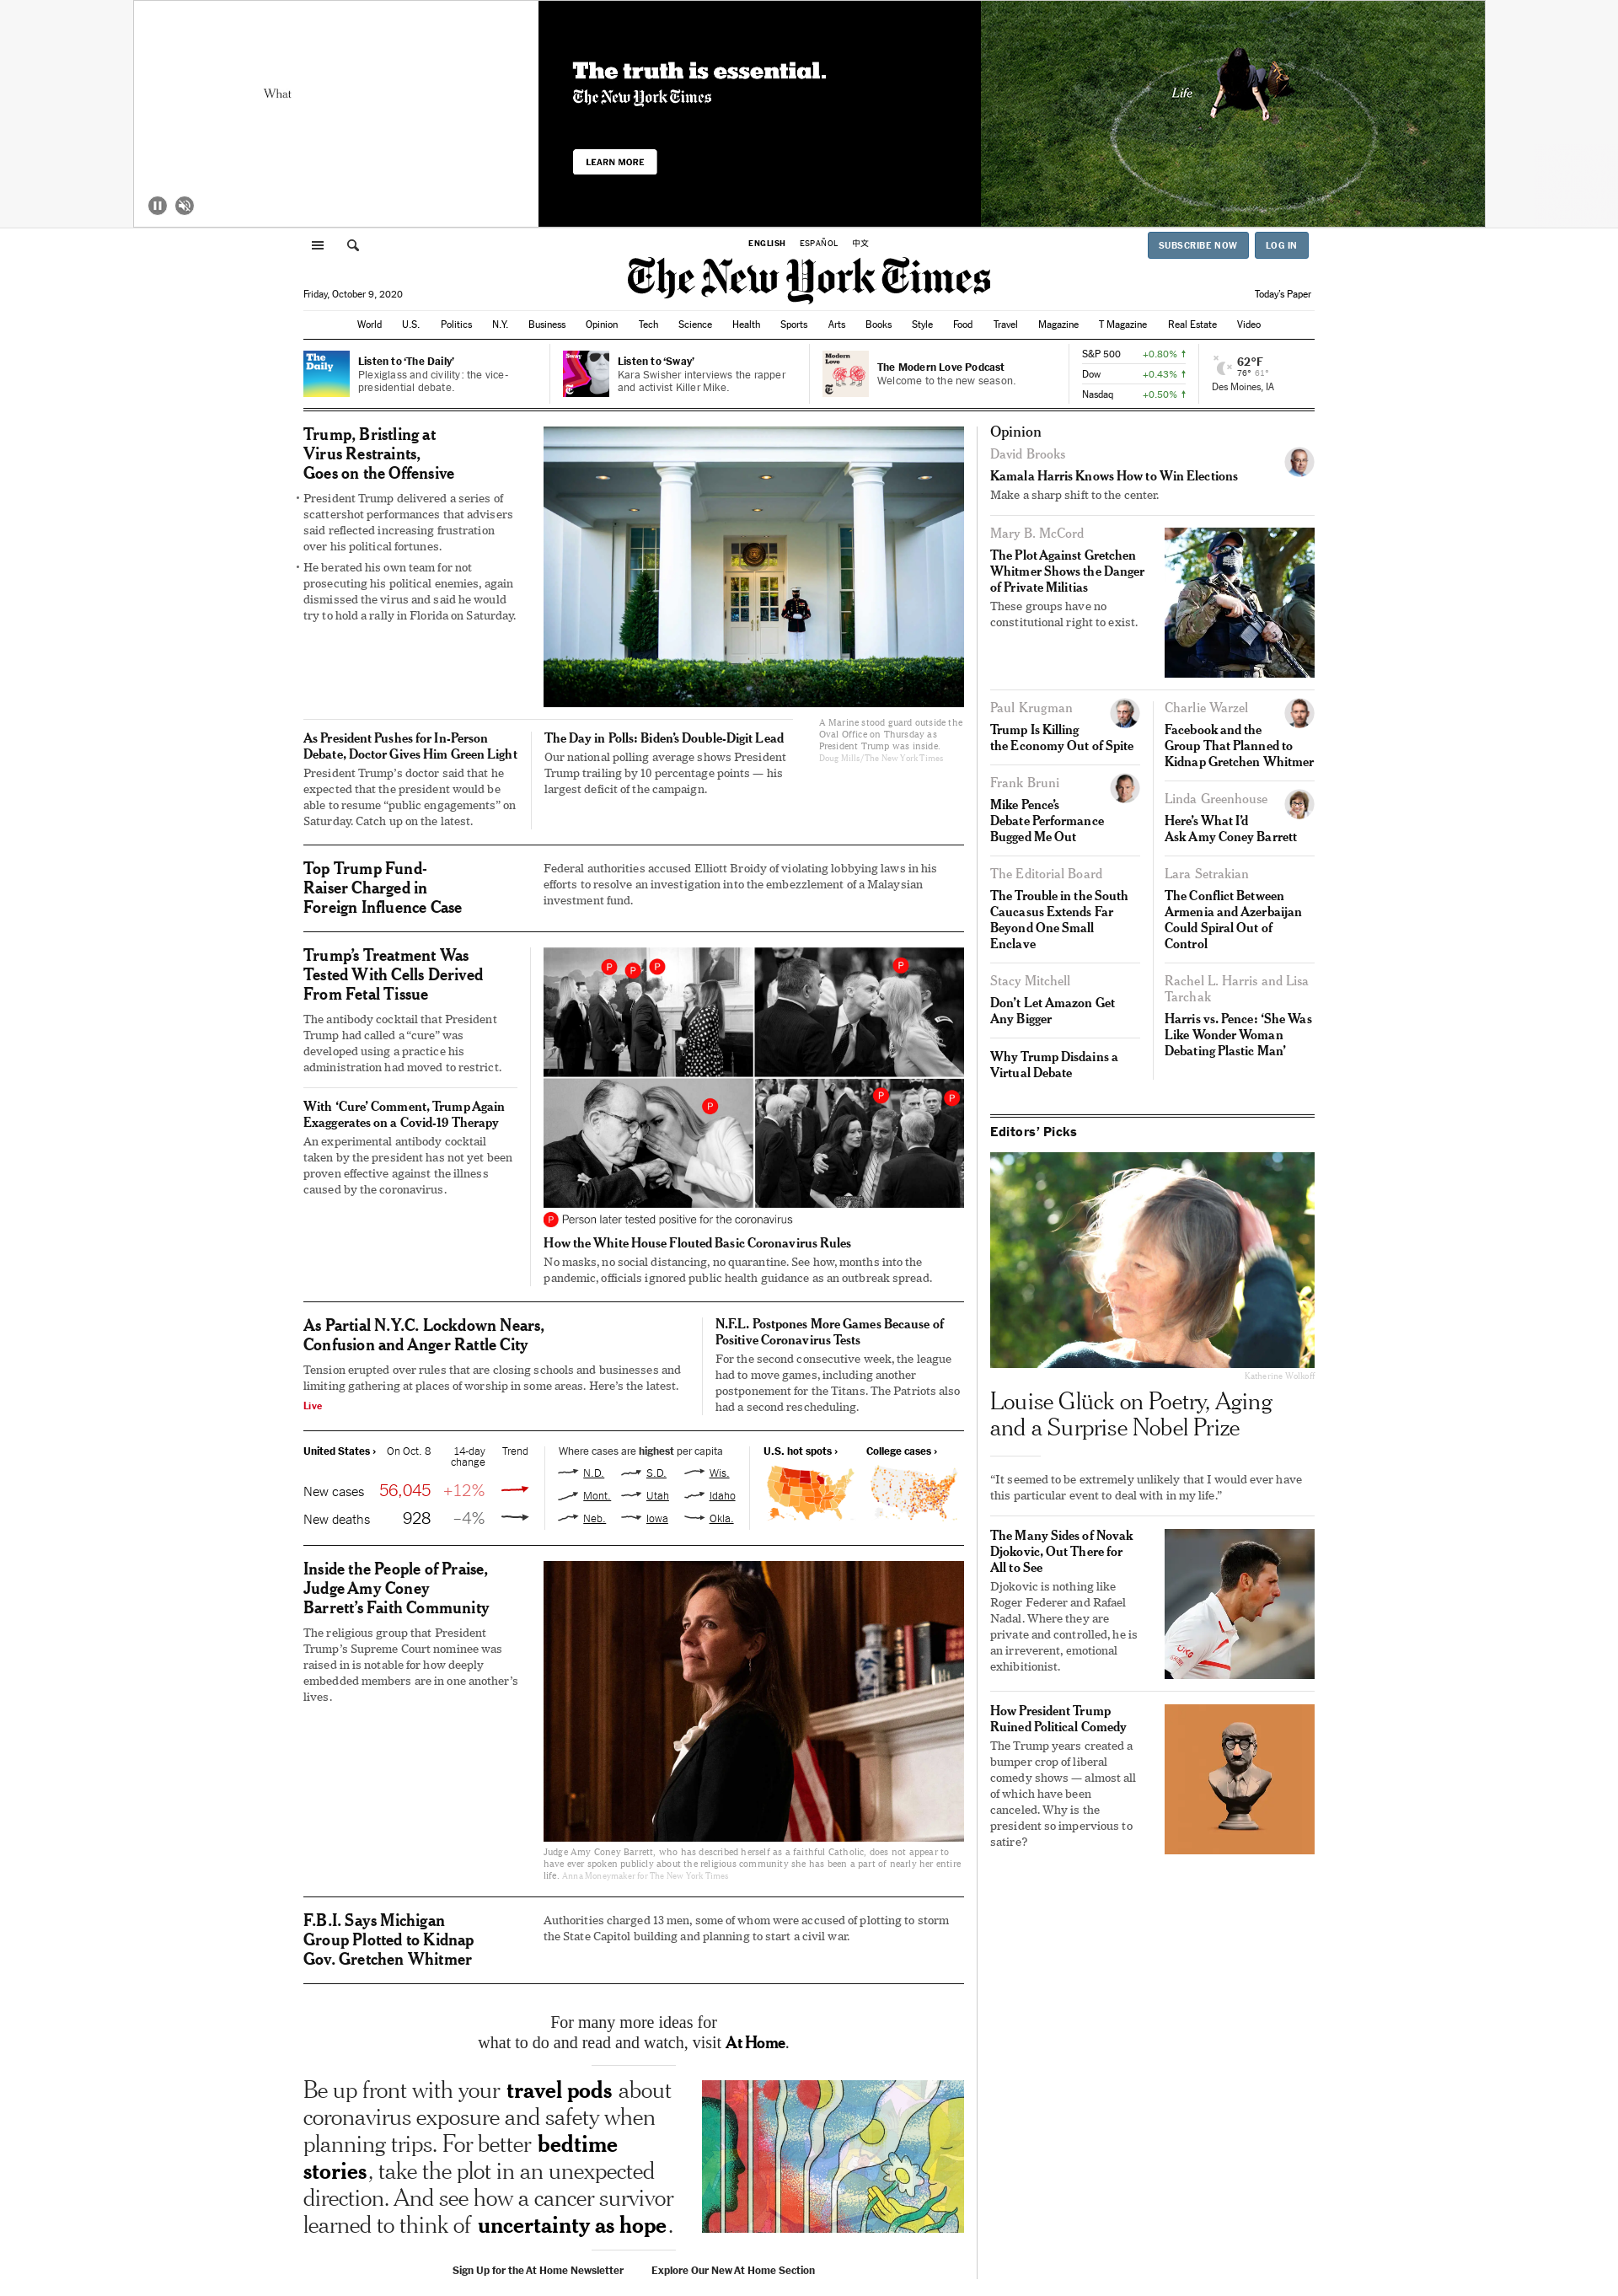 What
The truth is essential.
The New York Times
LEARN MORE
Life
ENGLISH ESPAÑOL 中文
SUBSCRIBE NOW LOG IN
The New York Times
Friday, October 9, 2020
Today's Paper
World U.S. Politics N.Y. Business Opinion Tech Science Health Sports Arts Books Style Food Travel Magazine T Magazine Real Estate Video
The
Daily
Listen to 'The Daily'
Plexiglass and civility: the vice-
presidential debate.
Sway
Listen to 'Sway'
Kara Swisher interviews the rapper
and activist Killer Mike.
Modern
Love
The Modern Love Podcast
Welcome to the new season.
S&P 500 +0.80% ↑
Dow +0.43% ↑
Nasdaq +0.50% ↑
62°F
76° 61°
Des Moines, IA
Trump, Bristling at
Virus Restraints,
Goes on the Offensive
• President Trump delivered a series of
scattershot performances that advisers
said reflected increasing frustration
over his political fortunes.
• He berated his own team for not
prosecuting his political enemies, again
dismissed the virus and said he would
try to hold a rally in Florida on Saturday.
A Marine stood guard outside the
Oval Office on Thursday as
President Trump was inside.
Doug Mills/The New York Times
As President Pushes for In-Person
Debate, Doctor Gives Him Green Light
President Trump's doctor said that he
expected that the president would be
able to resume “public engagements” on
Saturday. Catch up on the latest.
The Day in Polls: Biden's Double-Digit Lead
Our national polling average shows President
Trump trailing by 10 percentage points — his
largest deficit of the campaign.
Top Trump Fund-
Raiser Charged in
Foreign Influence Case
Federal authorities accused Elliott Broidy of violating lobbying laws in his
efforts to resolve an investigation into the embezzlement of a Malaysian
investment fund.
Trump's Treatment Was
Tested With Cells Derived
From Fetal Tissue
The antibody cocktail that President
Trump had called a “cure” was
developed using a practice his
administration had moved to restrict.
With 'Cure' Comment, Trump Again
Exaggerates on a Covid-19 Therapy
An experimental antibody cocktail
taken by the president has not yet been
proven effective against the illness
caused by the coronavirus.
P P P P
P P P
P Person later tested positive for the coronavirus
How the White House Flouted Basic Coronavirus Rules
No masks, no social distancing, no quarantine. See how, months into the
pandemic, officials ignored public health guidance as an outbreak spread.
As Partial N.Y.C. Lockdown Nears,
Confusion and Anger Rattle City
Tension erupted over rules that are closing schools and businesses and
limiting gathering at places of worship in some areas. Here's the latest.
Live
N.F.L. Postpones More Games Because of
Positive Coronavirus Tests
For the second consecutive week, the league
had to move games, including another
postponement for the Titans. The Patriots also
had a second rescheduling.
United States › On Oct. 8 14-day
change Trend
New cases 56,045 +12%
New deaths 928 –4%
Where cases are highest per capita
N.D. S.D. Wis.
Mont. Utah Idaho
Neb. Iowa Okla.
U.S. hot spots › College cases ›
Inside the People of Praise,
Judge Amy Coney
Barrett's Faith Community
The religious group that President
Trump's Supreme Court nominee was
raised in is notable for how deeply
embedded members are in one another's
lives.
Judge Amy Coney Barrett, who has described herself as a faithful Catholic, does not appear to
have ever spoken publicly about the religious community she has been a part of nearly her entire
life. Anna Moneymaker for The New York Times
F.B.I. Says Michigan
Group Plotted to Kidnap
Gov. Gretchen Whitmer
Authorities charged 13 men, some of whom were accused of plotting to storm
the State Capitol building and planning to start a civil war.
For many more ideas for
what to do and read and watch, visit At Home.
Be up front with your travel pods about
coronavirus exposure and safety when
planning trips. For better bedtime
stories, take the plot in an unexpected
direction. And see how a cancer survivor
learned to think of uncertainty as hope.
Sign Up for the At Home Newsletter Explore Our New At Home Section
Opinion
David Brooks
Kamala Harris Knows How to Win Elections
Make a sharp shift to the center.
Mary B. McCord
The Plot Against Gretchen
Whitmer Shows the Danger
of Private Militias
These groups have no
constitutional right to exist.
Paul Krugman
Trump Is Killing
the Economy Out of Spite
Frank Bruni
Mike Pence's
Debate Performance
Bugged Me Out
The Editorial Board
The Trouble in the South
Caucasus Extends Far
Beyond One Small
Enclave
Stacy Mitchell
Don't Let Amazon Get
Any Bigger
Why Trump Disdains a
Virtual Debate
Charlie Warzel
Facebook and the
Group That Planned to
Kidnap Gretchen Whitmer
Linda Greenhouse
Here's What I'd
Ask Amy Coney Barrett
Lara Setrakian
The Conflict Between
Armenia and Azerbaijan
Could Spiral Out of
Control
Rachel L. Harris and Lisa
Tarchak
Harris vs. Pence: 'She Was
Like Wonder Woman
Debating Plastic Man'
Editors' Picks
Katherine Wolkoff
Louise Glück on Poetry, Aging
and a Surprise Nobel Prize
“It seemed to be extremely unlikely that I would ever have
this particular event to deal with in my life.”
The Many Sides of Novak
Djokovic, Out There for
All to See
Djokovic is nothing like
Roger Federer and Rafael
Nadal. Where they are
private and controlled, he is
an irreverent, emotional
exhibitionist.
How President Trump
Ruined Political Comedy
The Trump years created a
bumper crop of liberal
comedy shows — almost all
of which have been
canceled. Why is the
president so impervious to
satire?